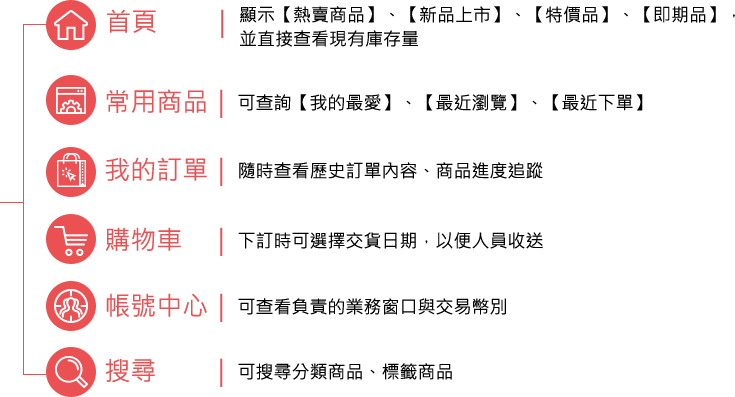 首頁
顯示【熱賣商品】、【新品上市】、【特價品】、【即期品】，
並直接查看現有庫存量
常用商品
可查詢【我的最愛】、【最近瀏覽】、【最近下單】
我的訂單
隨時查看歷史訂單內容、商品進度追蹤
購物車
下訂時可選擇交貨日期，以便人員收送
帳號中心
可查看負責的業務窗口與交易幣別
搜尋
可搜尋分類商品、標籤商品